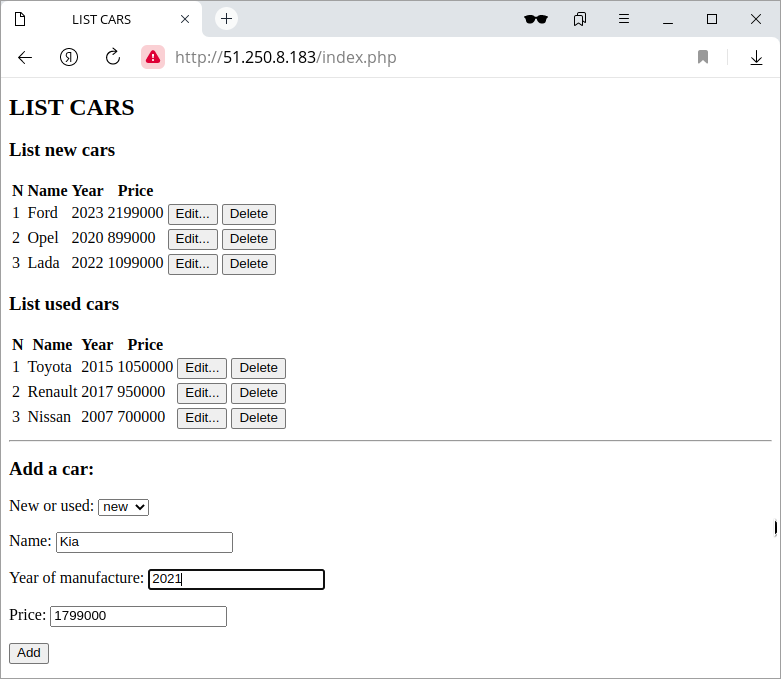 LIST CARS
http://51.250.8.183/index.php
LIST CARS
List new cars
N Name Year Price
1 Ford 2023 2199000 Edit... Delete
2 Opel 2020 899000 Edit... Delete
3 Lada 2022 1099000 Edit... Delete
List used cars
N Name Year Price
1 Toyota 2015 1050000 Edit... Delete
2 Renault 2017 950000 Edit... Delete
3 Nissan 2007 700000 Edit... Delete
Add a car:
New or used: new
Name: Kia
Year of manufacture: 2021
Price: 1799000
Add